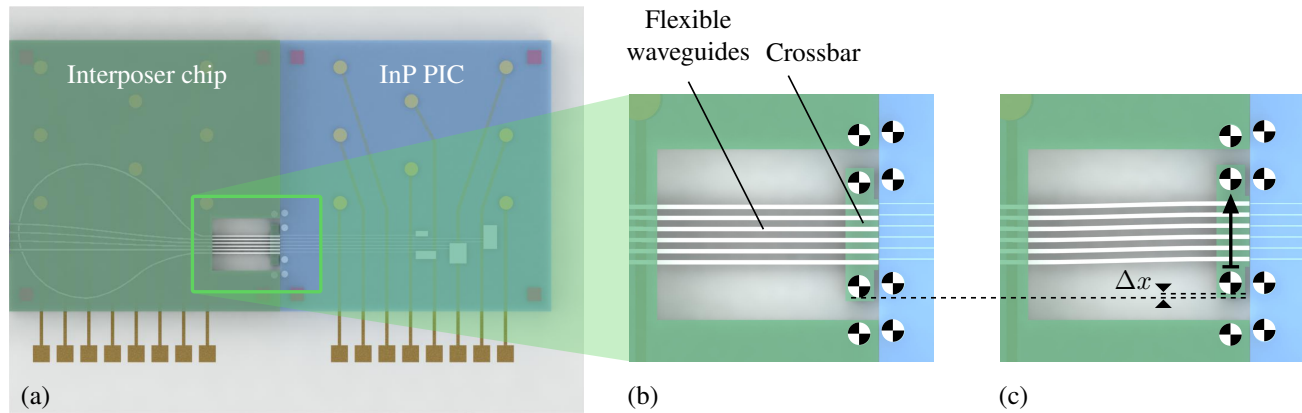 Flexible
waveguides
Crossbar
Interposer chip
InP PIC
Δx
(a)
(b)
(c)